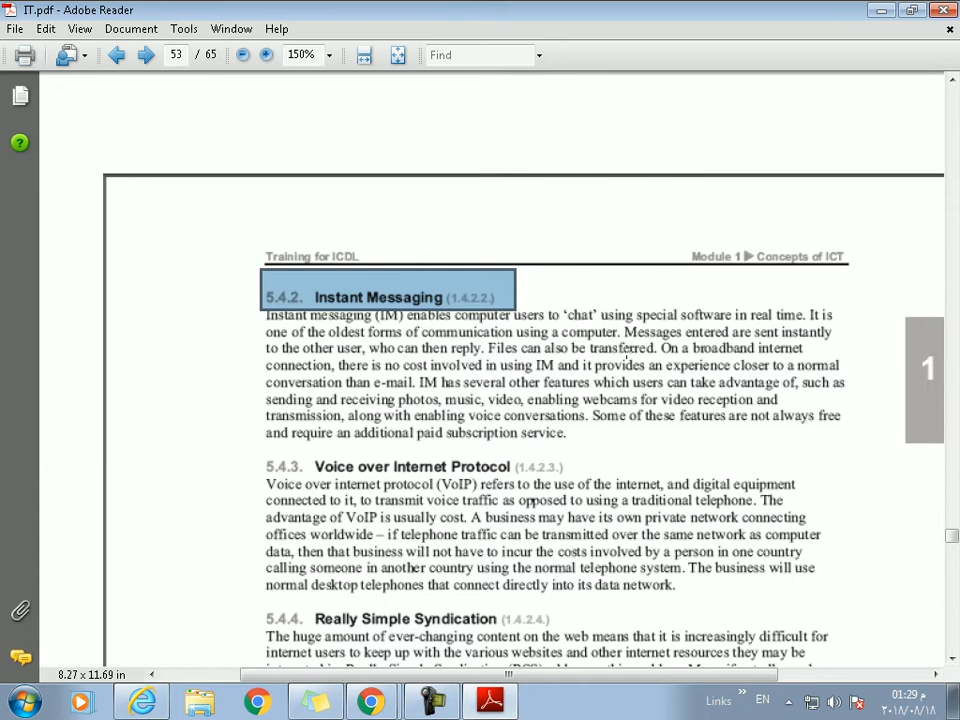 IT.pdf - Adobe Reader
File Edit View Document Tools Window Help
53 / 65 150% Find
Training for ICDL Module 1 Concepts of ICT
5.4.2. Instant Messaging (1.4.2.2.)
Instant messaging (IM) enables computer users to ‘chat’ using special software in real time. It is
one of the oldest forms of communication using a computer. Messages entered are sent instantly
to the other user, who can then reply. Files can also be transferred. On a broadband internet
connection, there is no cost involved in using IM and it provides an experience closer to a normal
conversation than e-mail. IM has several other features which users can take advantage of, such as
sending and receiving photos, music, video, enabling webcams for video reception and
transmission, along with enabling voice conversations. Some of these features are not always free
and require an additional paid subscription service.
1
5.4.3. Voice over Internet Protocol (1.4.2.3.)
Voice over internet protocol (VoIP) refers to the use of the internet, and digital equipment
connected to it, to transmit voice traffic as opposed to using a traditional telephone. The
advantage of VoIP is usually cost. A business may have its own private network connecting
offices worldwide – if telephone traffic can be transmitted over the same network as computer
data, then that business will not have to incur the costs involved by a person in one country
calling someone in another country using the normal telephone system. The business will use
normal desktop telephones that connect directly into its data network.
5.4.4. Really Simple Syndication (1.4.2.4.)
The huge amount of ever-changing content on the web means that it is increasingly difficult for
internet users to keep up with the various websites and other internet resources they may be
8.27 x 11.69 in
Links » EN 01:29 م
٢٠١٨/٠٨/١٨